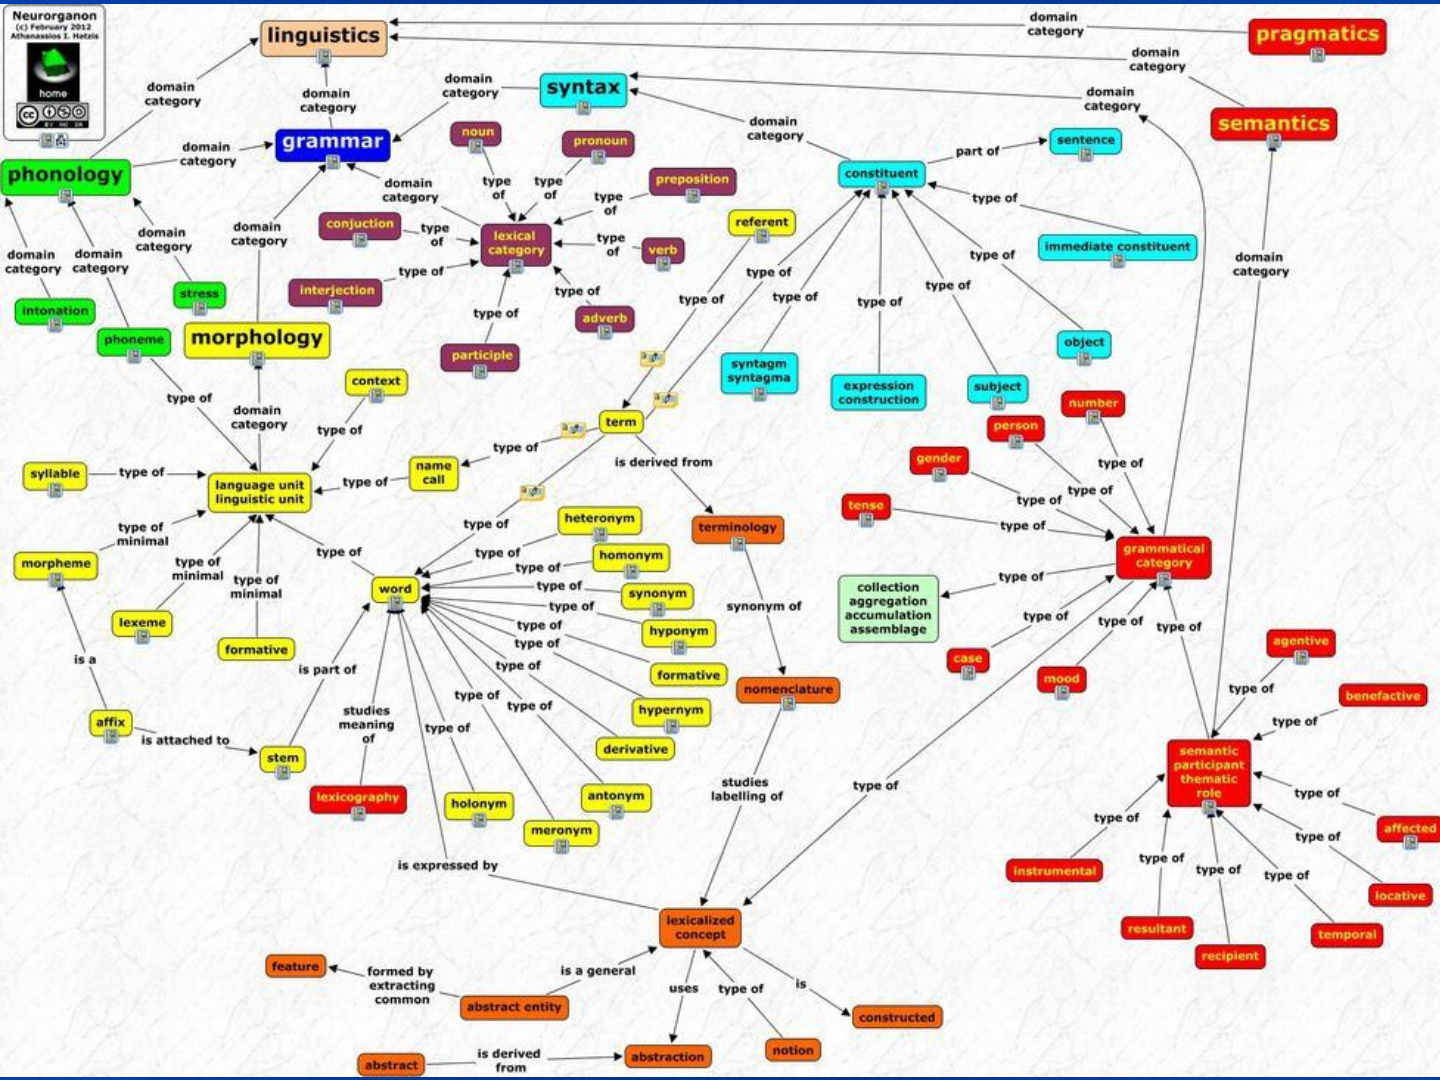 Neurorganon
(c) February 2012
Athanassios I. Hatzis
home
cc
BY NC SA
linguistics
domain
category
pragmatics
domain
category
domain
category
domain
category
domain
category
syntax
domain
category
semantics
grammar
noun
pronoun
domain
category
sentence
part of
domain
category
phonology
type
of
type
of
preposition
constituent
domain
category
type
of
type of
conjuction
type
of
lexical
category
referent
domain
category
domain
category
domain
category
domain
category
type
of
verb
immediate constituent
type of
interjection
type of
type of
type of
domain
category
stress
type of
adverb
type of
type of
type of
type of
intonation
type of
phoneme
morphology
participle
object
syntagm
syntagma
context
expression
construction
subject
type of
domain
category
number
term
person
type of
type of
name
call
is derived from
gender
type of
syllable
type of
language unit
linguistic unit
type of
type of
type of
tense
type of
type of
minimal
type of
heteronym
terminology
morpheme
type of
minimal
type of
minimal
type of
type of
homonym
grammatical
category
type of
type of
word
type of
synonym
collection
aggregation
accumulation
assemblage
type of
synonym of
lexeme
type of
hyponym
type of
type of
type of
formative
type of
is a
is part of
type of
formative
case
mood
agentive
type of
type of
nomenclature
type of
benefactive
affix
studies
meaning
of
type of
hypernym
type of
is attached to
stem
derivative
semantic
participant
thematic
role
lexicography
holonym
antonym
studies
labelling of
type of
type of
meronym
type of
affected
is expressed by
type of
type of
instrumental
type of
type of
type of
locative
lexicalized
concept
resultant
temporal
recipient
feature
formed by
extracting
common
is a general
uses
type of
is
abstract entity
constructed
abstract
is derived
from
abstraction
notion